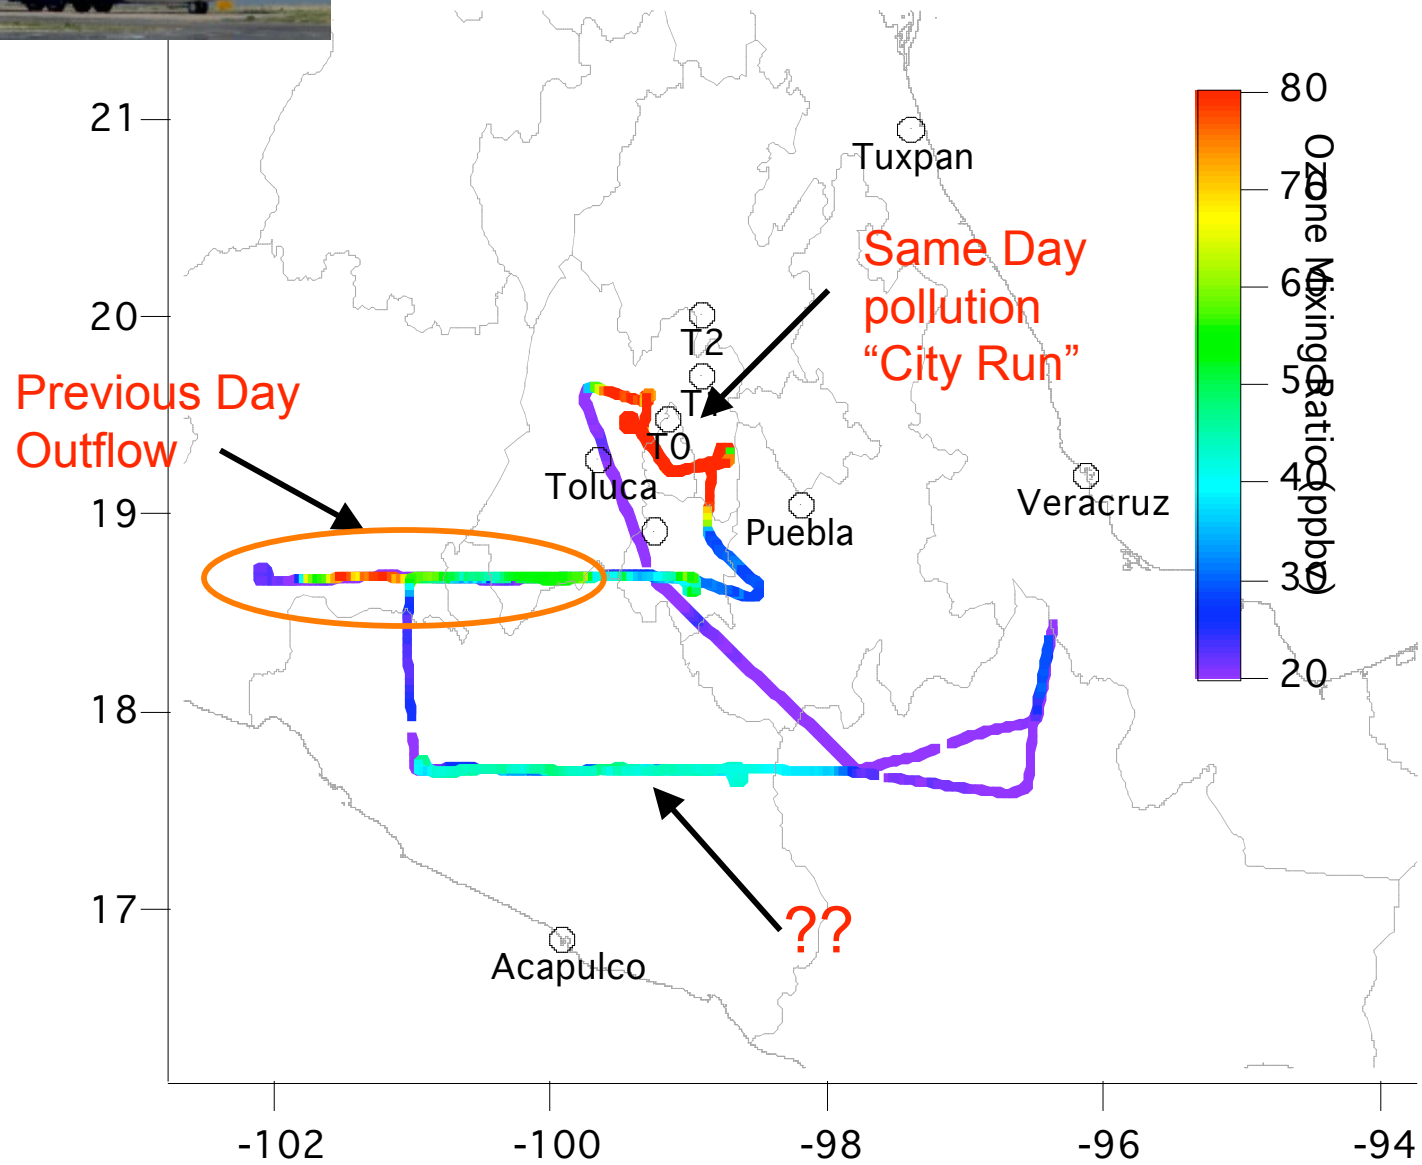 80
21
Ozone Mixing Ratio (ppbv)
Tuxpan
70
Same Day
pollution
“City Run”
60
20
T2
Previous Day
Outflow
50
T1
T0
40
Toluca
Veracruz
19
Puebla
30
20
18
17
??
Acapulco
-102
-100
-98
-96
-94